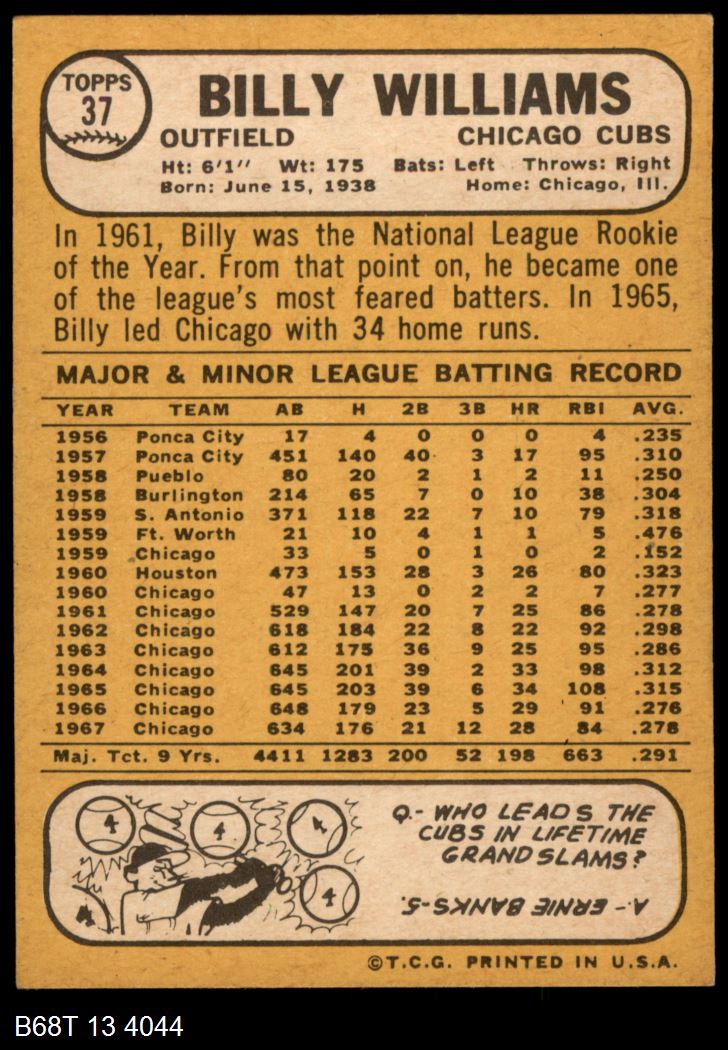 TOPPS
37
BILLY WILLIAMS
OUTFIELD CHICAGO CUBS
Ht: 6'1" Wt: 175 Bats: Left Throws: Right
Born: June 15, 1938 Home: Chicago, Ill.
In 1961, Billy was the National League Rookie
of the Year. From that point on, he became one
of the league's most feared batters. In 1965,
Billy led Chicago with 34 home runs.
MAJOR & MINOR LEAGUE BATTING RECORD
YEAR TEAM AB H 2B 3B HR RBI AVG.
1956 Ponca City 17 4 0 0 0 4 .235
1957 Ponca City 451 140 40 3 17 95 .310
1958 Pueblo 80 20 2 1 2 11 .250
1958 Burlington 214 65 7 0 10 38 .304
1959 S. Antonio 371 118 22 7 10 79 .318
1959 Ft. Worth 21 10 4 1 1 5 .476
1959 Chicago 33 5 0 1 0 2 .152
1960 Houston 473 153 28 3 26 80 .323
1960 Chicago 47 13 0 2 2 7 .277
1961 Chicago 529 147 20 7 25 86 .278
1962 Chicago 618 184 22 8 22 92 .298
1963 Chicago 612 175 36 9 25 95 .286
1964 Chicago 645 201 39 2 33 98 .312
1965 Chicago 645 203 39 6 34 108 .315
1966 Chicago 648 179 23 5 29 91 .276
1967 Chicago 634 176 21 12 28 84 .278
Maj. Tct. 9 Yrs. 4411 1283 200 52 198 663 .291
4 4 4 4 4
Q.- WHO LEADS THE
CUBS IN LIFETIME
GRAND SLAMS?
A.- ERNIE BANKS-5.
©T.C.G. PRINTED IN U.S.A.
B68T 13 4044